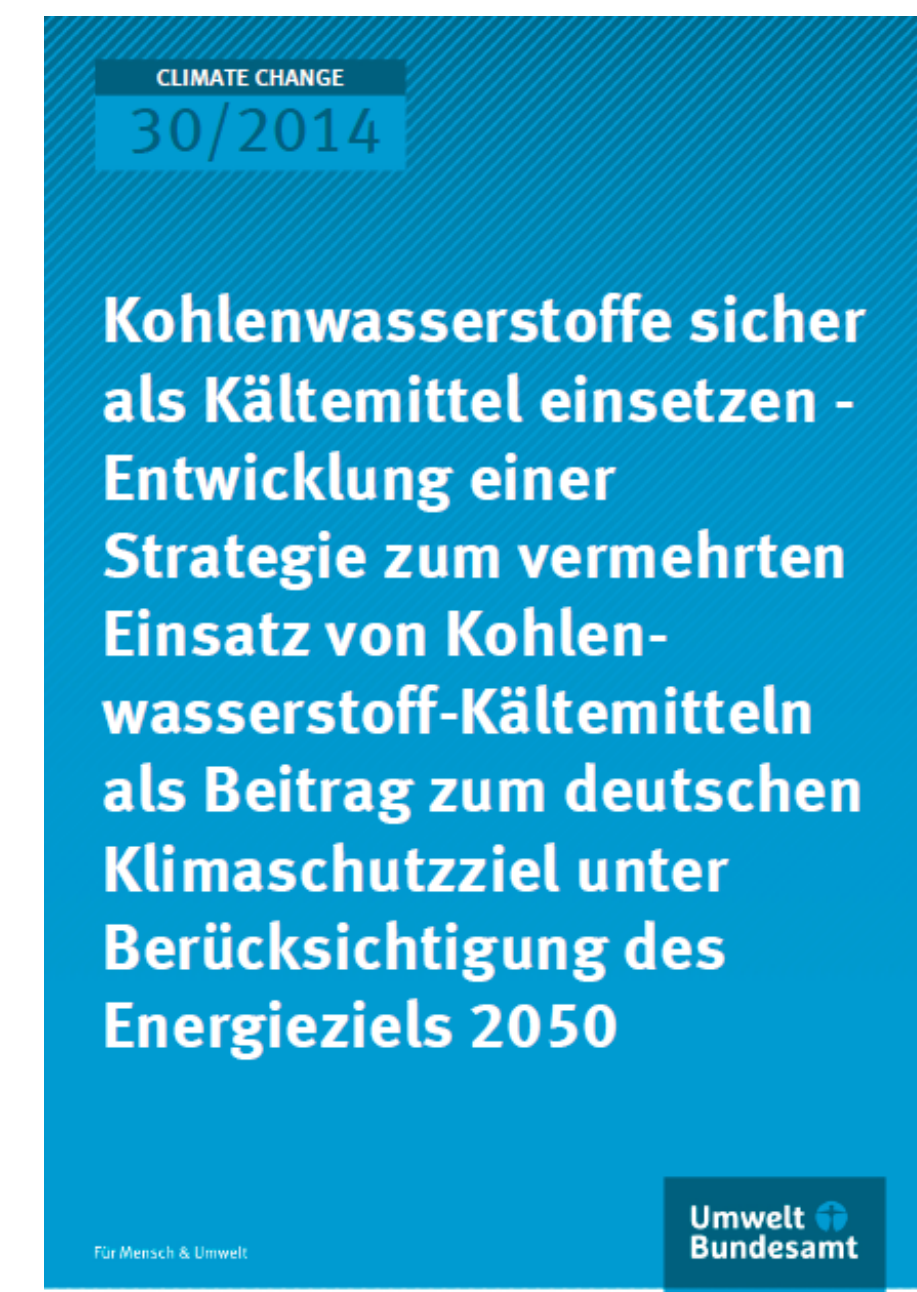 CLIMATE CHANGE
30/2014
Kohlenwasserstoffe sicher
als Kältemittel einsetzen -
Entwicklung einer
Strategie zum vermehrten
Einsatz von Kohlen-
wasserstoff-Kältemitteln
als Beitrag zum deutschen
Klimaschutzziel unter
Berücksichtigung des
Energieziels 2050
Für Mensch & Umwelt
Umwelt
Bundesamt